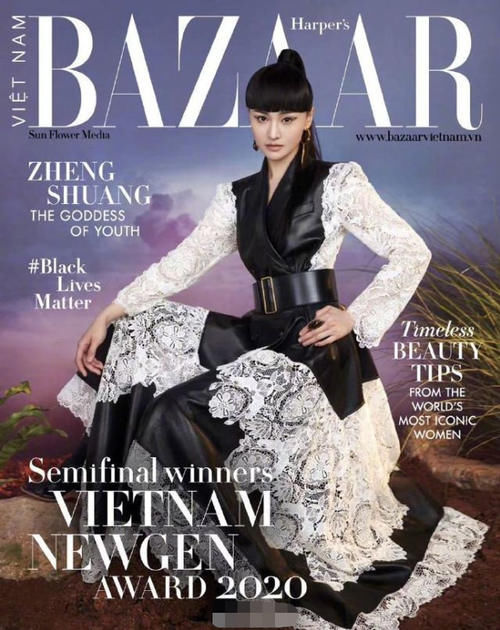 VIỆT NAM
BAZAAR
Harper's
Sun Flower Media
www.bazaarvietnam.vn
ZHENG
SHUANG
THE GODDESS
OF YOUTH
#Black
Lives
Matter
Timeless
BEAUTY
TIPS
FROM THE
WORLD'S
MOST ICONIC
WOMEN
Semifinal winners
VIETNAM
NEWGEN
AWARD 2020